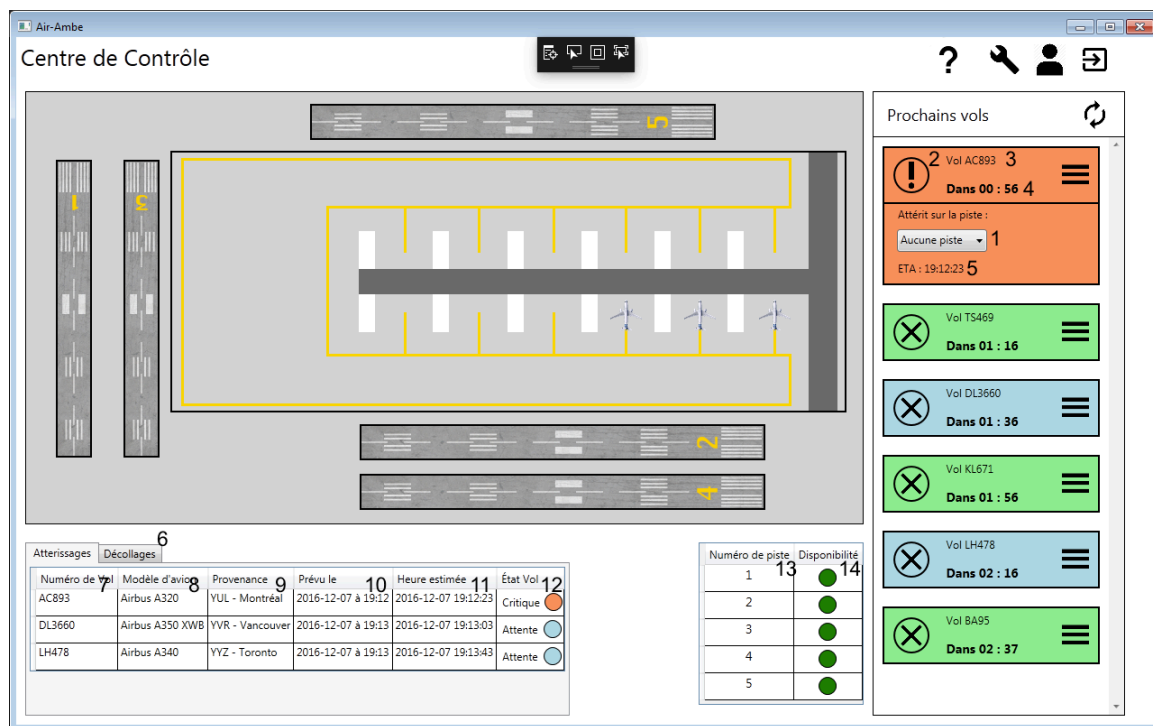 Air-Ambe
Centre de Contrôle
?
5
1
3
2
4
Prochains vols
2 Vol AC893 3
Dans 00 : 56 4
Attérit sur la piste :
Aucune piste 1
ETA : 19:12:23 5
Vol TS469
Dans 01 : 16
Vol DL3660
Dans 01 : 36
Vol KL671
Dans 01 : 56
Vol LH478
Dans 02 : 16
Vol BA95
Dans 02 : 37
6
Atterissages Décollages
Numéro de Vol 7 Modèle d'avion 8 Provenance 9 Prévu le 10 Heure estimée 11 État Vol 12
AC893 Airbus A320 YUL - Montréal 2016-12-07 à 19:12 2016-12-07 19:12:23 Critique
DL3660 Airbus A350 XWB YVR - Vancouver 2016-12-07 à 19:13 2016-12-07 19:13:03 Attente
LH478 Airbus A340 YYZ - Toronto 2016-12-07 à 19:13 2016-12-07 19:13:43 Attente
Numéro de piste 13 Disponibilité 14
1
2
3
4
5